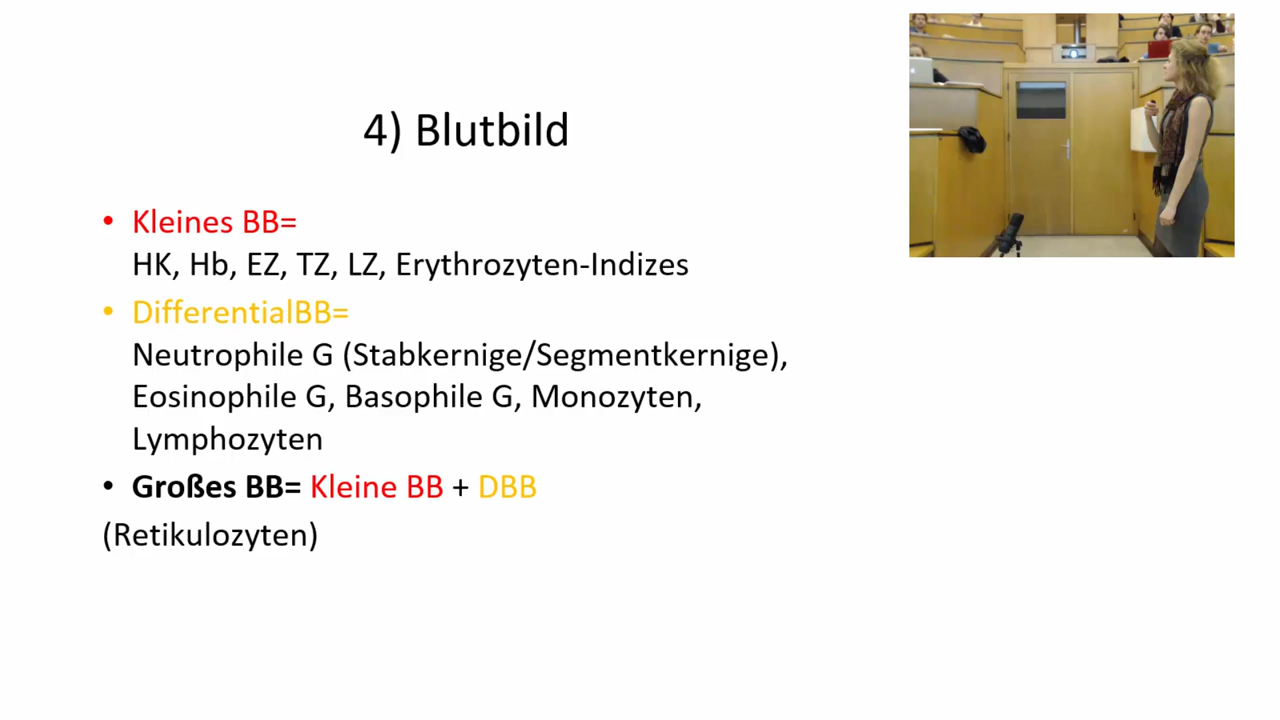 4) Blutbild
• Kleines BB=
HK, Hb, EZ, TZ, LZ, Erythrozyten-Indizes
• DifferentialBB=
Neutrophile G (Stabkernige/Segmentkernige),
Eosinophile G, Basophile G, Monozyten,
Lymphozyten
• Großes BB= Kleine BB + DBB
(Retikulozyten)